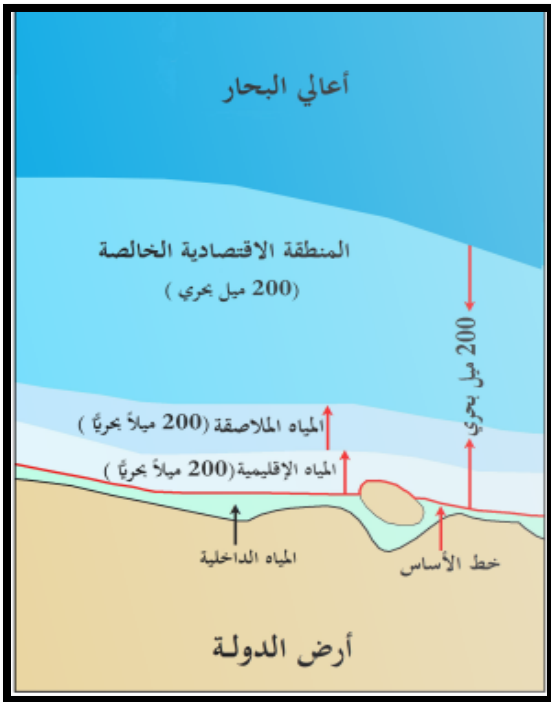 أعالي البحار
المنطقة الاقتصادية الخالصة
(200 ميل بحري )
200 ميل بحري
المياه الملاصقة (200 ميلاً بحريًّا )
المياه الإقليمية(200 ميلاً بحريًّا )
المياه الداخلية
خط الأساس
أرض الدولة